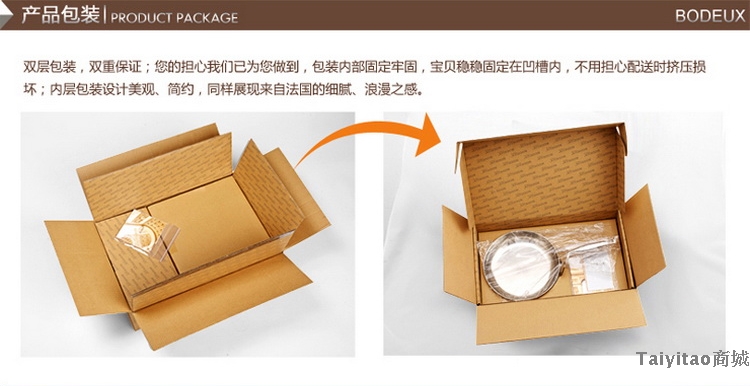 产品包装 | PRODUCT PACKAGE
BODEUX
双层包装，双重保证；您的担心我们已为您做到，包装内部固定牢固，宝贝稳稳固定在凹槽内，不用担心配送时挤压损
坏；内层包装设计美观、简约，同样展现来自法国的细腻、浪漫之感。
Taiyitao商城